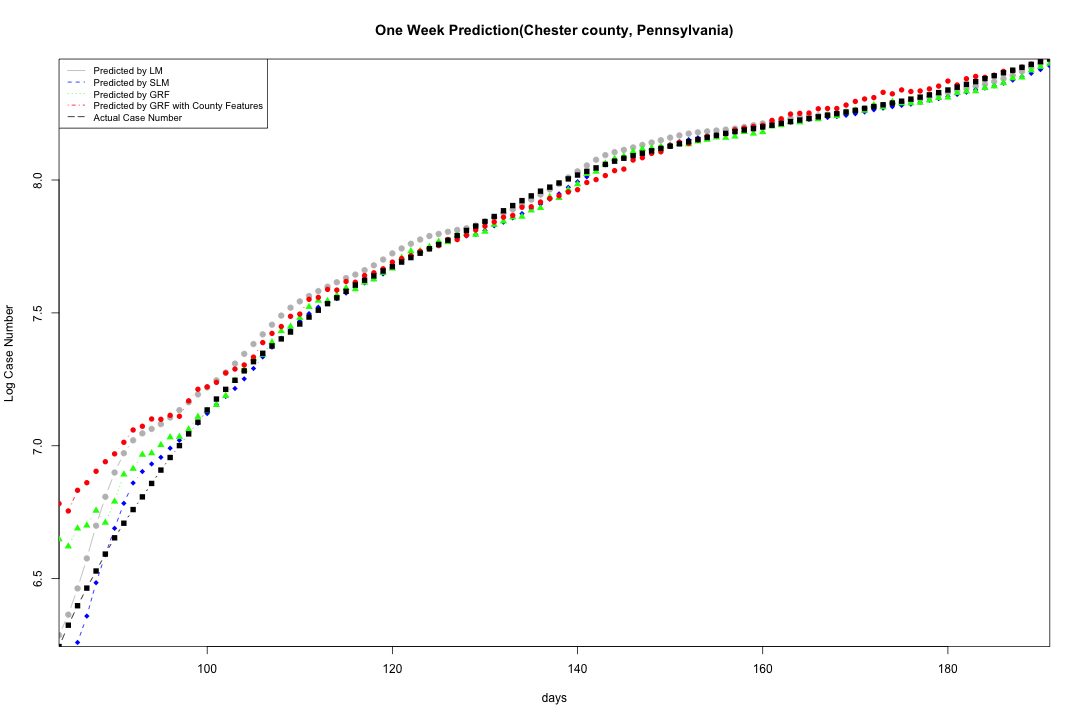 One Week Prediction(Chester county, Pennsylvania)
Predicted by LM
Predicted by SLM
Predicted by GRF
Predicted by GRF with County Features
Actual Case Number
Log Case Number
8.0
7.5
7.0
6.5
100 120 140 160 180
days